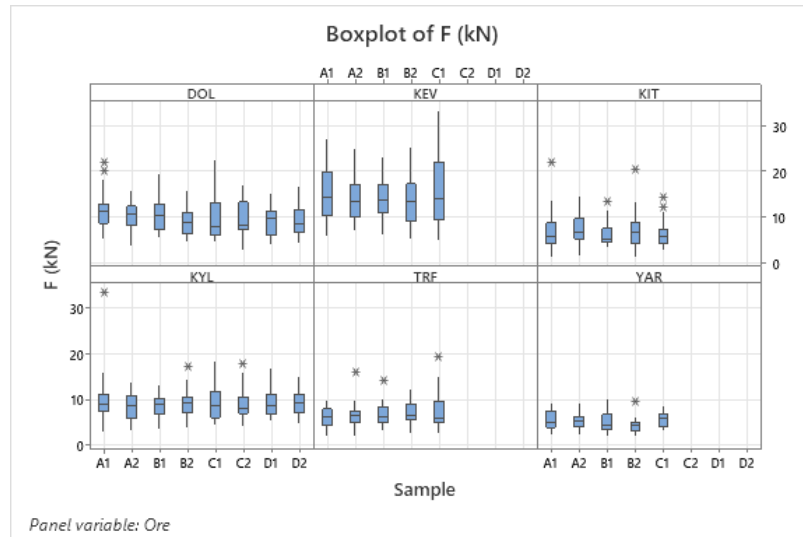 Boxplot of F (kN)
A1 A2 B1 B2 C1 C2 D1 D2
DOL KEV KIT
30
20
10
0
F (kN)
KYL TRF YAR
30
20
10
0
A1 A2 B1 B2 C1 C2 D1 D2 A1 A2 B1 B2 C1 C2 D1 D2
Sample
Panel variable: Ore